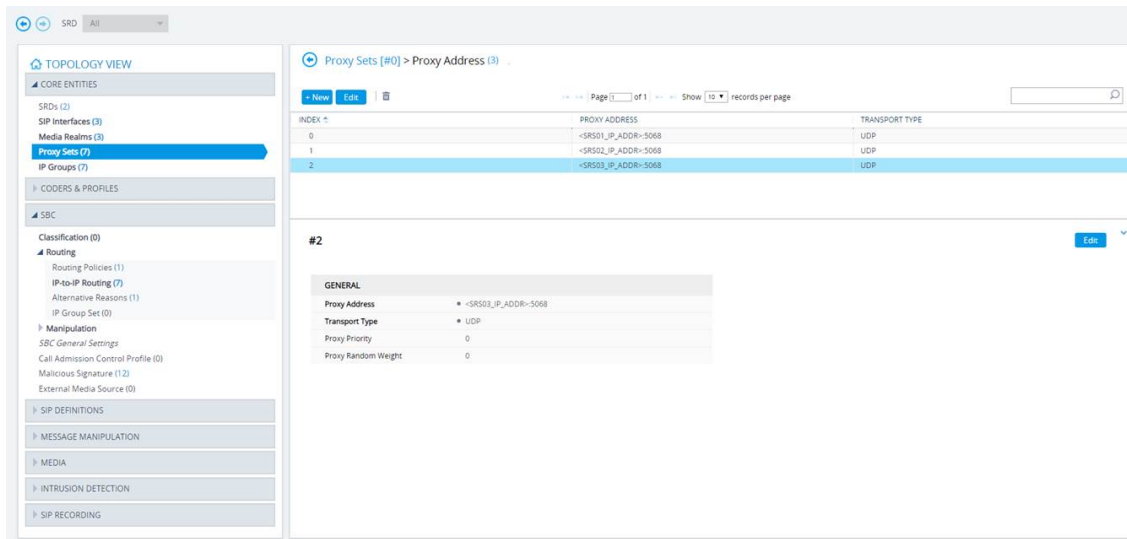 SRD All
TOPOLOGY VIEW
CORE ENTITIES
SRDs (2)
SIP Interfaces (3)
Media Realms (3)
Proxy Sets (7)
IP Groups (7)
CODERS & PROFILES
SBC
Classification (0)
Routing
Routing Policies (1)
IP-to-IP Routing (7)
Alternative Reasons (1)
IP Group Set (0)
Manipulation
SBC General Settings
Call Admission Control Profile (0)
Malicious Signature (12)
External Media Source (0)
SIP DEFINITIONS
MESSAGE MANIPULATION
MEDIA
INTRUSION DETECTION
SIP RECORDING
Proxy Sets [#0] > Proxy Address (3)
+ New Edit Page 1 of 1 Show 10 records per page
INDEX PROXY ADDRESS TRANSPORT TYPE
0 <SRS01_IP_ADDR>:5068 UDP
1 <SRS02_IP_ADDR>:5068 UDP
2 <SRS03_IP_ADDR>:5068 UDP
#2 Edit
GENERAL
Proxy Address • <SRS03_IP_ADDR>:5068
Transport Type • UDP
Proxy Priority 0
Proxy Random Weight 0